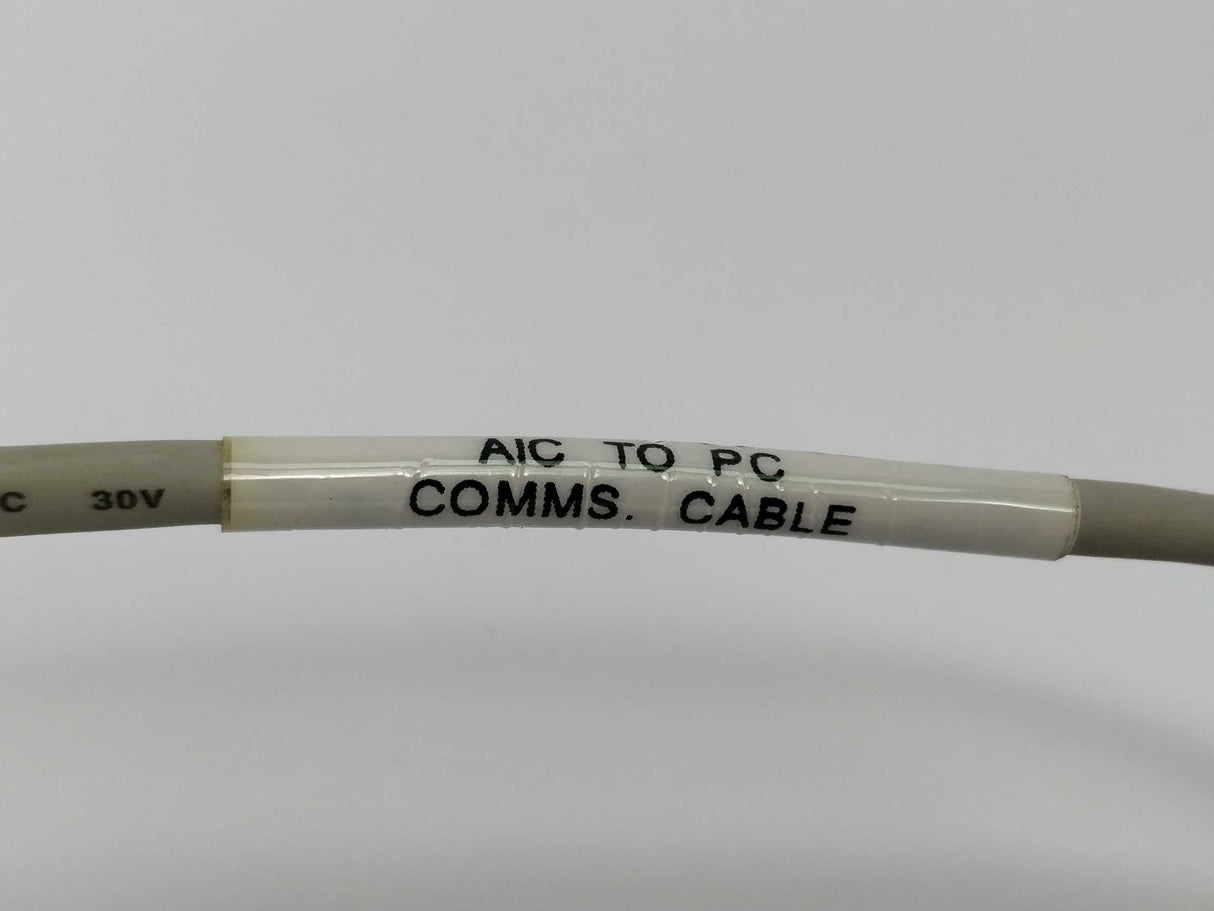 AIC TO PC
COMMS. CABLE
C 30V